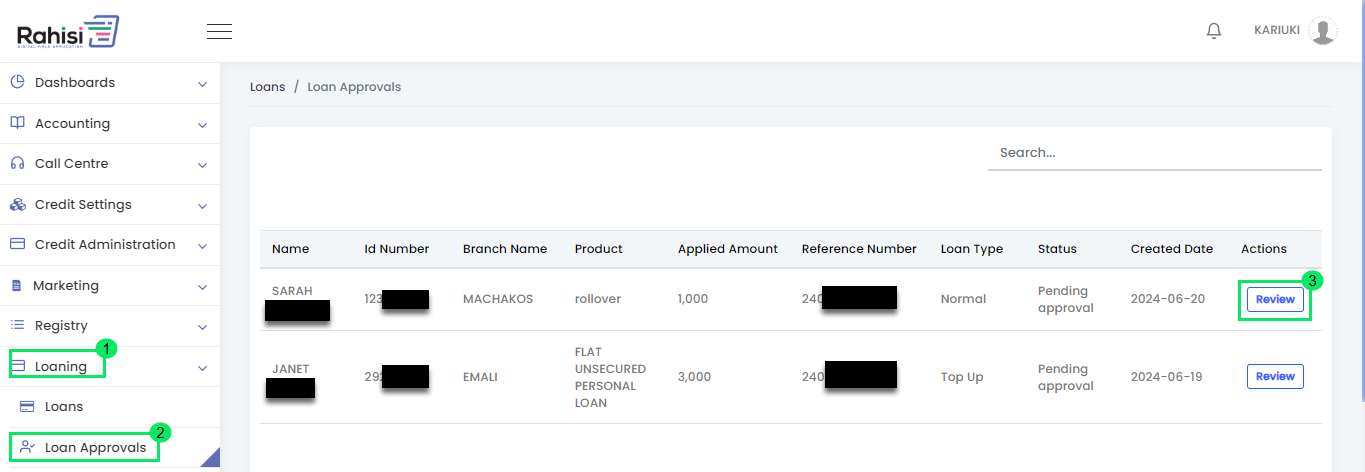 Rahisi
DIGITAL FIELD APPLICATION
KARIUKI
Dashboards
Accounting
Call Centre
Credit Settings
Credit Administration
Marketing
Registry
1
Loaning
Loans
2
Loan Approvals
Loans / Loan Approvals
Search...
Name Id Number Branch Name Product Applied Amount Reference Number Loan Type Status Created Date Actions
3
SARAH 123 MACHAKOS rollover 1,000 240 Normal Pending approval 2024-06-20 Review
JANET 292 EMALI FLAT UNSECURED PERSONAL LOAN 3,000 240 Top Up Pending approval 2024-06-19 Review